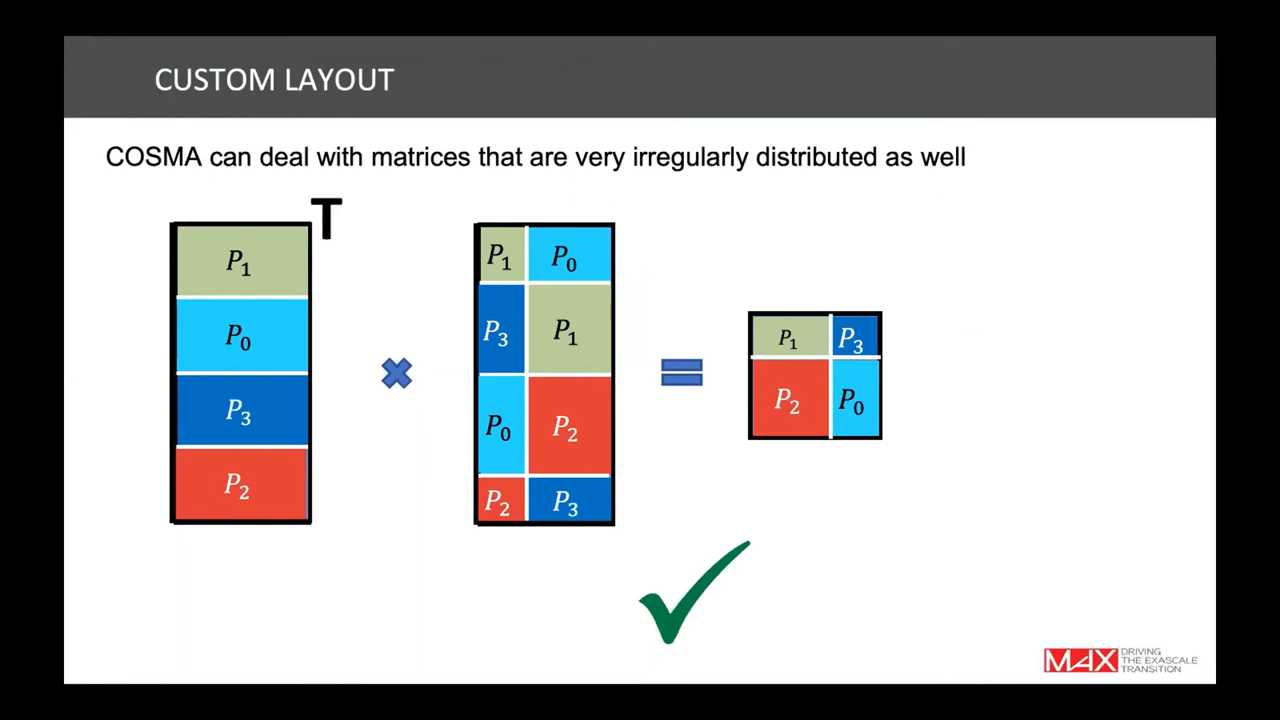 CUSTOM LAYOUT
COSMA can deal with matrices that are very irregularly distributed as well
T
P₁
P₀
P₃
P₂
P₁ P₀
P₃ P₁
P₀ P₂
P₂ P₃
P₁ P₃
P₂ P₀
MAX
DRIVING
THE EXASCALE
TRANSITION